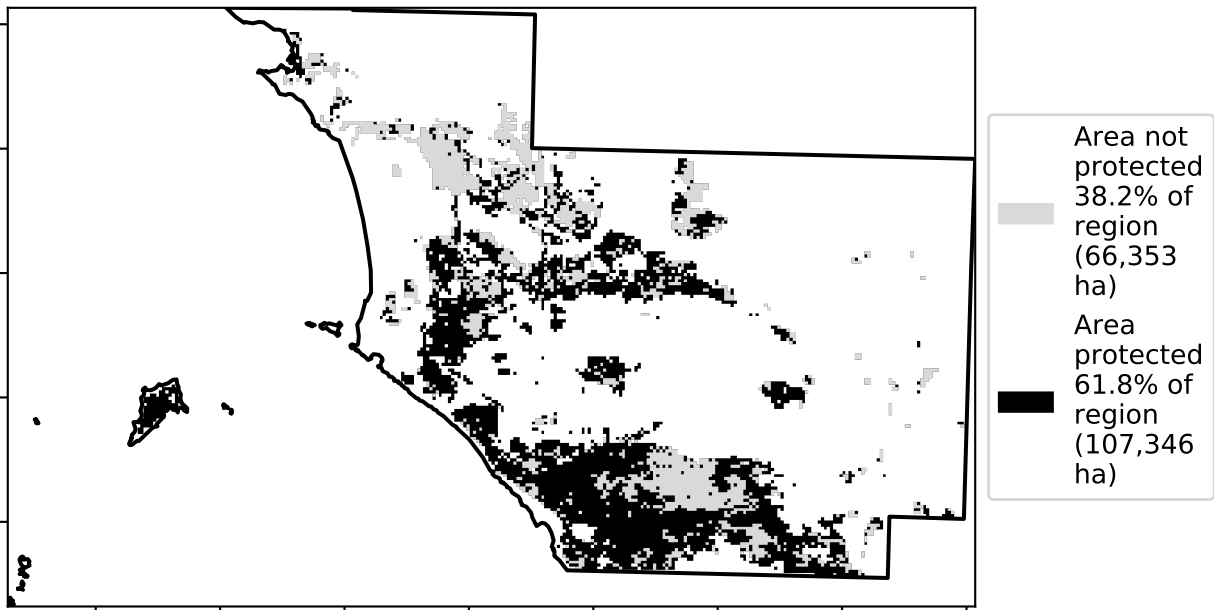 Area not
protected
38.2% of
region
(66,353
ha)
Area
protected
61.8% of
region
(107,346
ha)